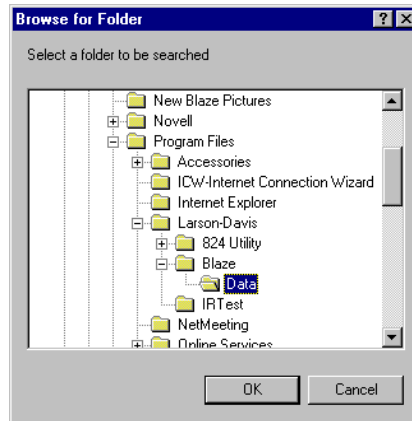 Browse for Folder
Select a folder to be searched
New Blaze Pictures
Novell
Program Files
Accessories
ICW-Internet Connection Wizard
Internet Explorer
Larson-Davis
824 Utility
Blaze
Data
IRTest
NetMeeting
Online Services
OK Cancel